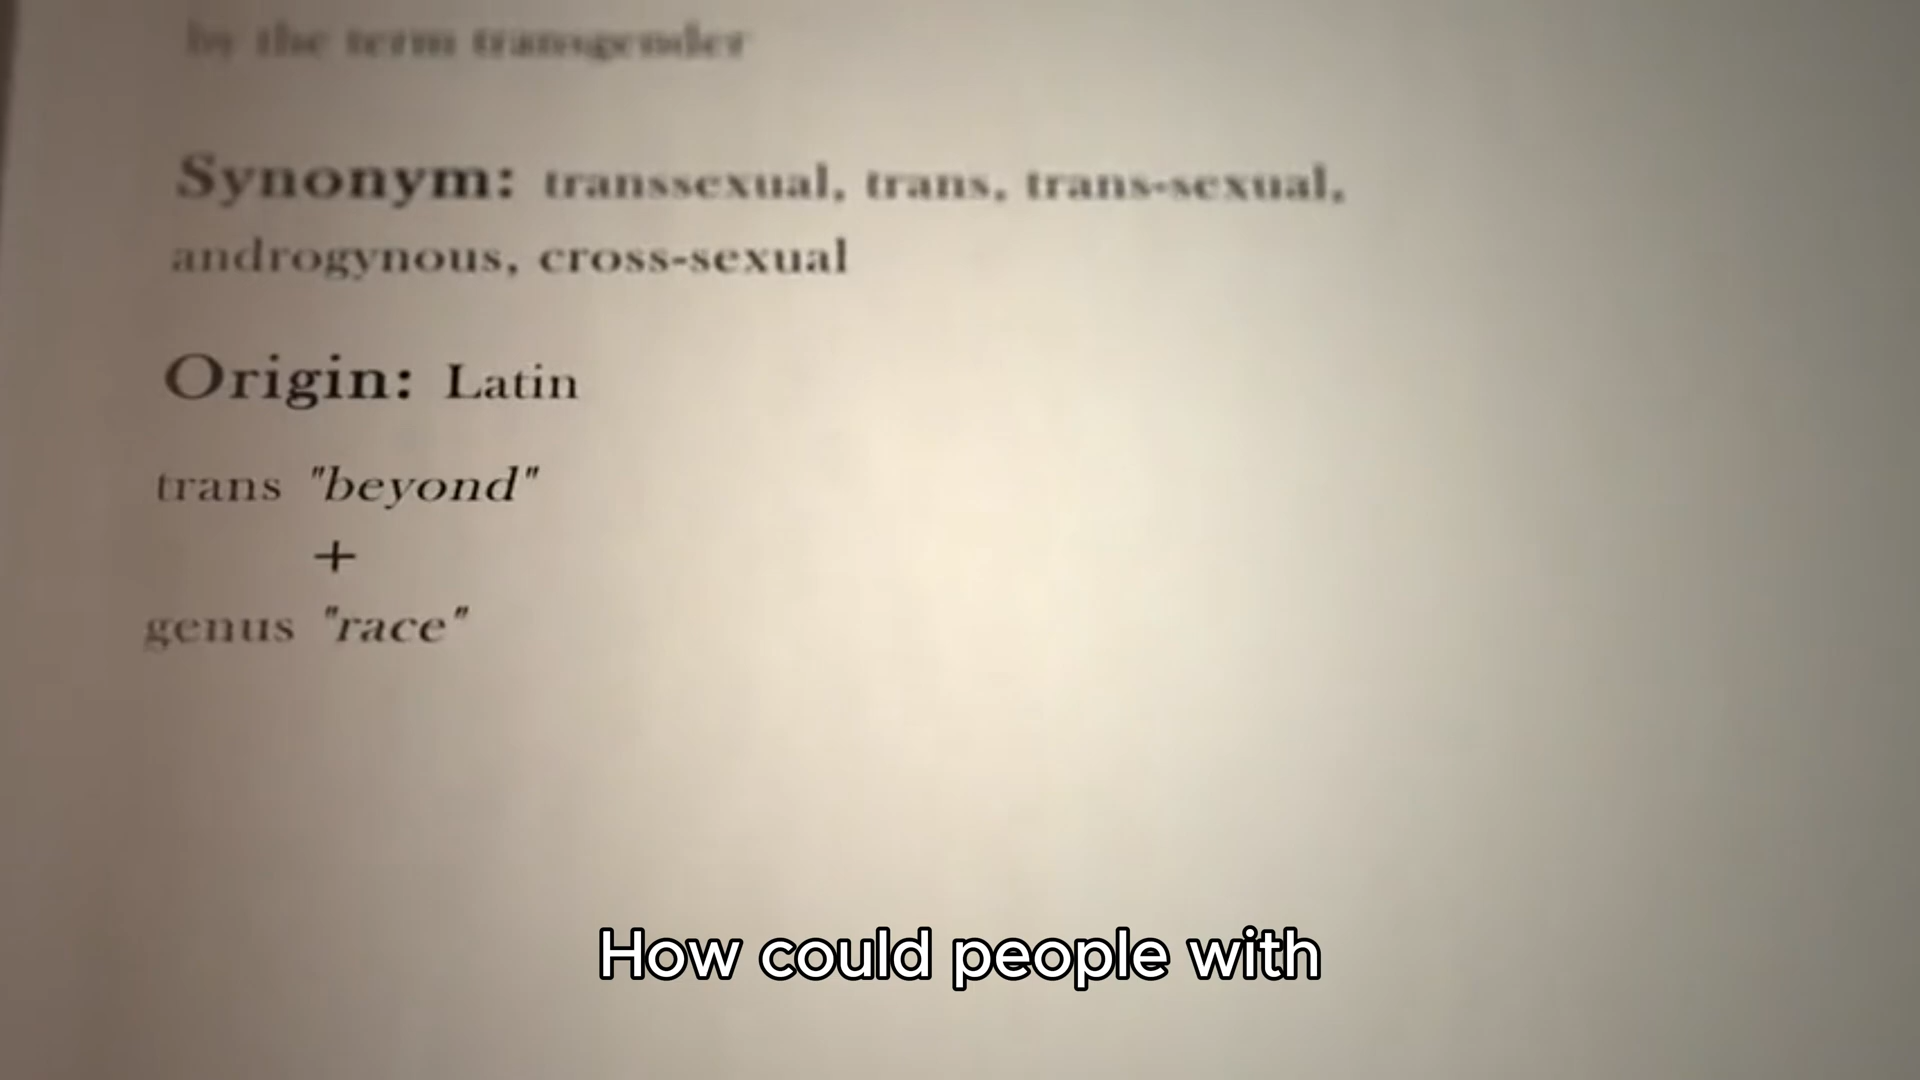 by the term transgender
Synonym: transsexual, trans, trans-sexual,
androgynous, cross-sexual
Origin: Latin
trans "beyond"
+
genus "race"
How could people with